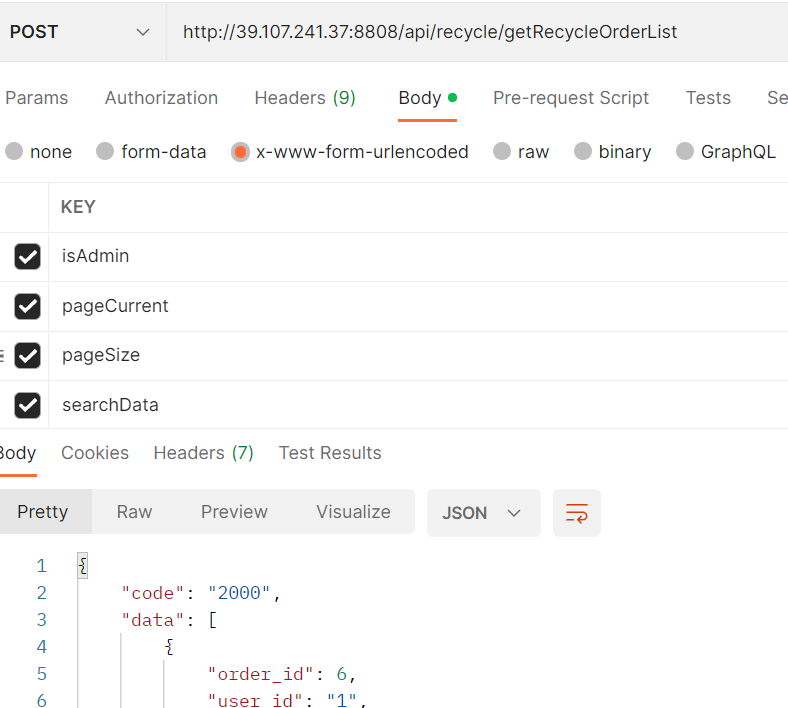 POST http://39.107.241.37:8808/api/recycle/getRecycleOrderList
Params Authorization Headers (9) Body Pre-request Script Tests Se
none form-data x-www-form-urlencoded raw binary GraphQL
KEY
isAdmin
pageCurrent
pageSize
searchData
Body Cookies Headers (7) Test Results
Pretty Raw Preview Visualize JSON
1 {
2 "code": "2000",
3 "data": [
4 {
5 "order_id": 6,
6 "user_id": "1",